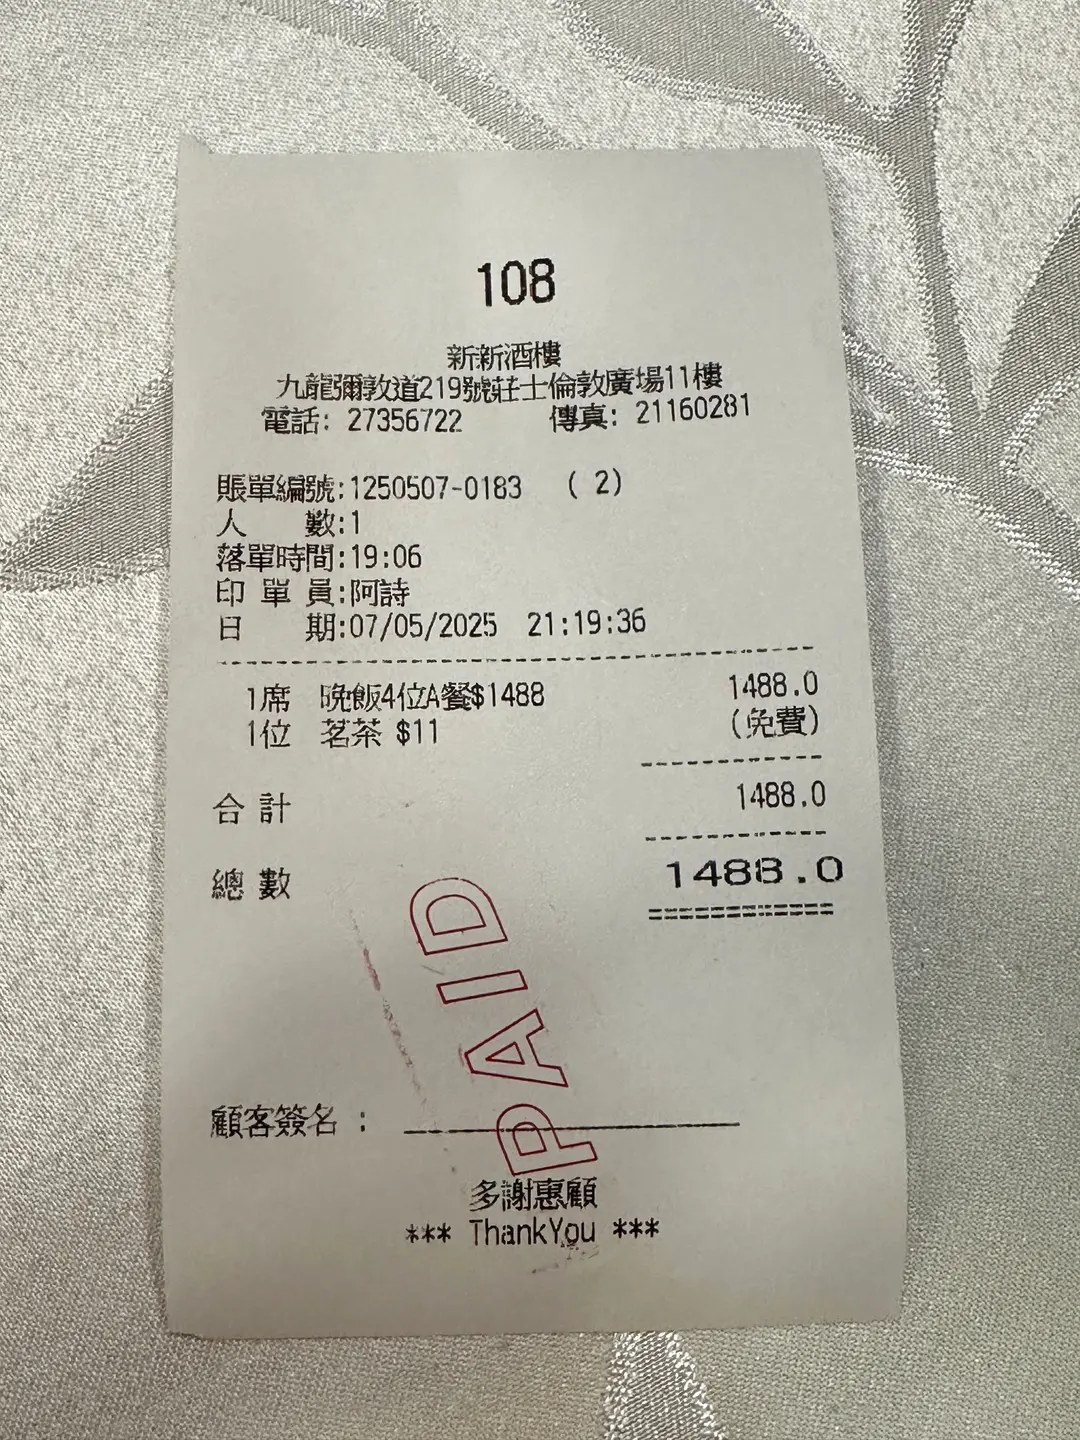 108
新新酒樓
九龍彌敦道219號莊士倫敦廣場11樓
電話: 27356722 傳真: 21160281
賬單編號:1250507-0183 ( 2)
人 數:1
落單時間:19:06
印 單 員:阿詩
日 期:07/05/2025 21:19:36
1席 晚飯4位A餐$1488 1488.0
1位 茗茶 $11 (免費)
合 計 1488.0
總 數 1488.0
PAID
顧客簽名 :
多謝惠顧
*** ThankYou ***